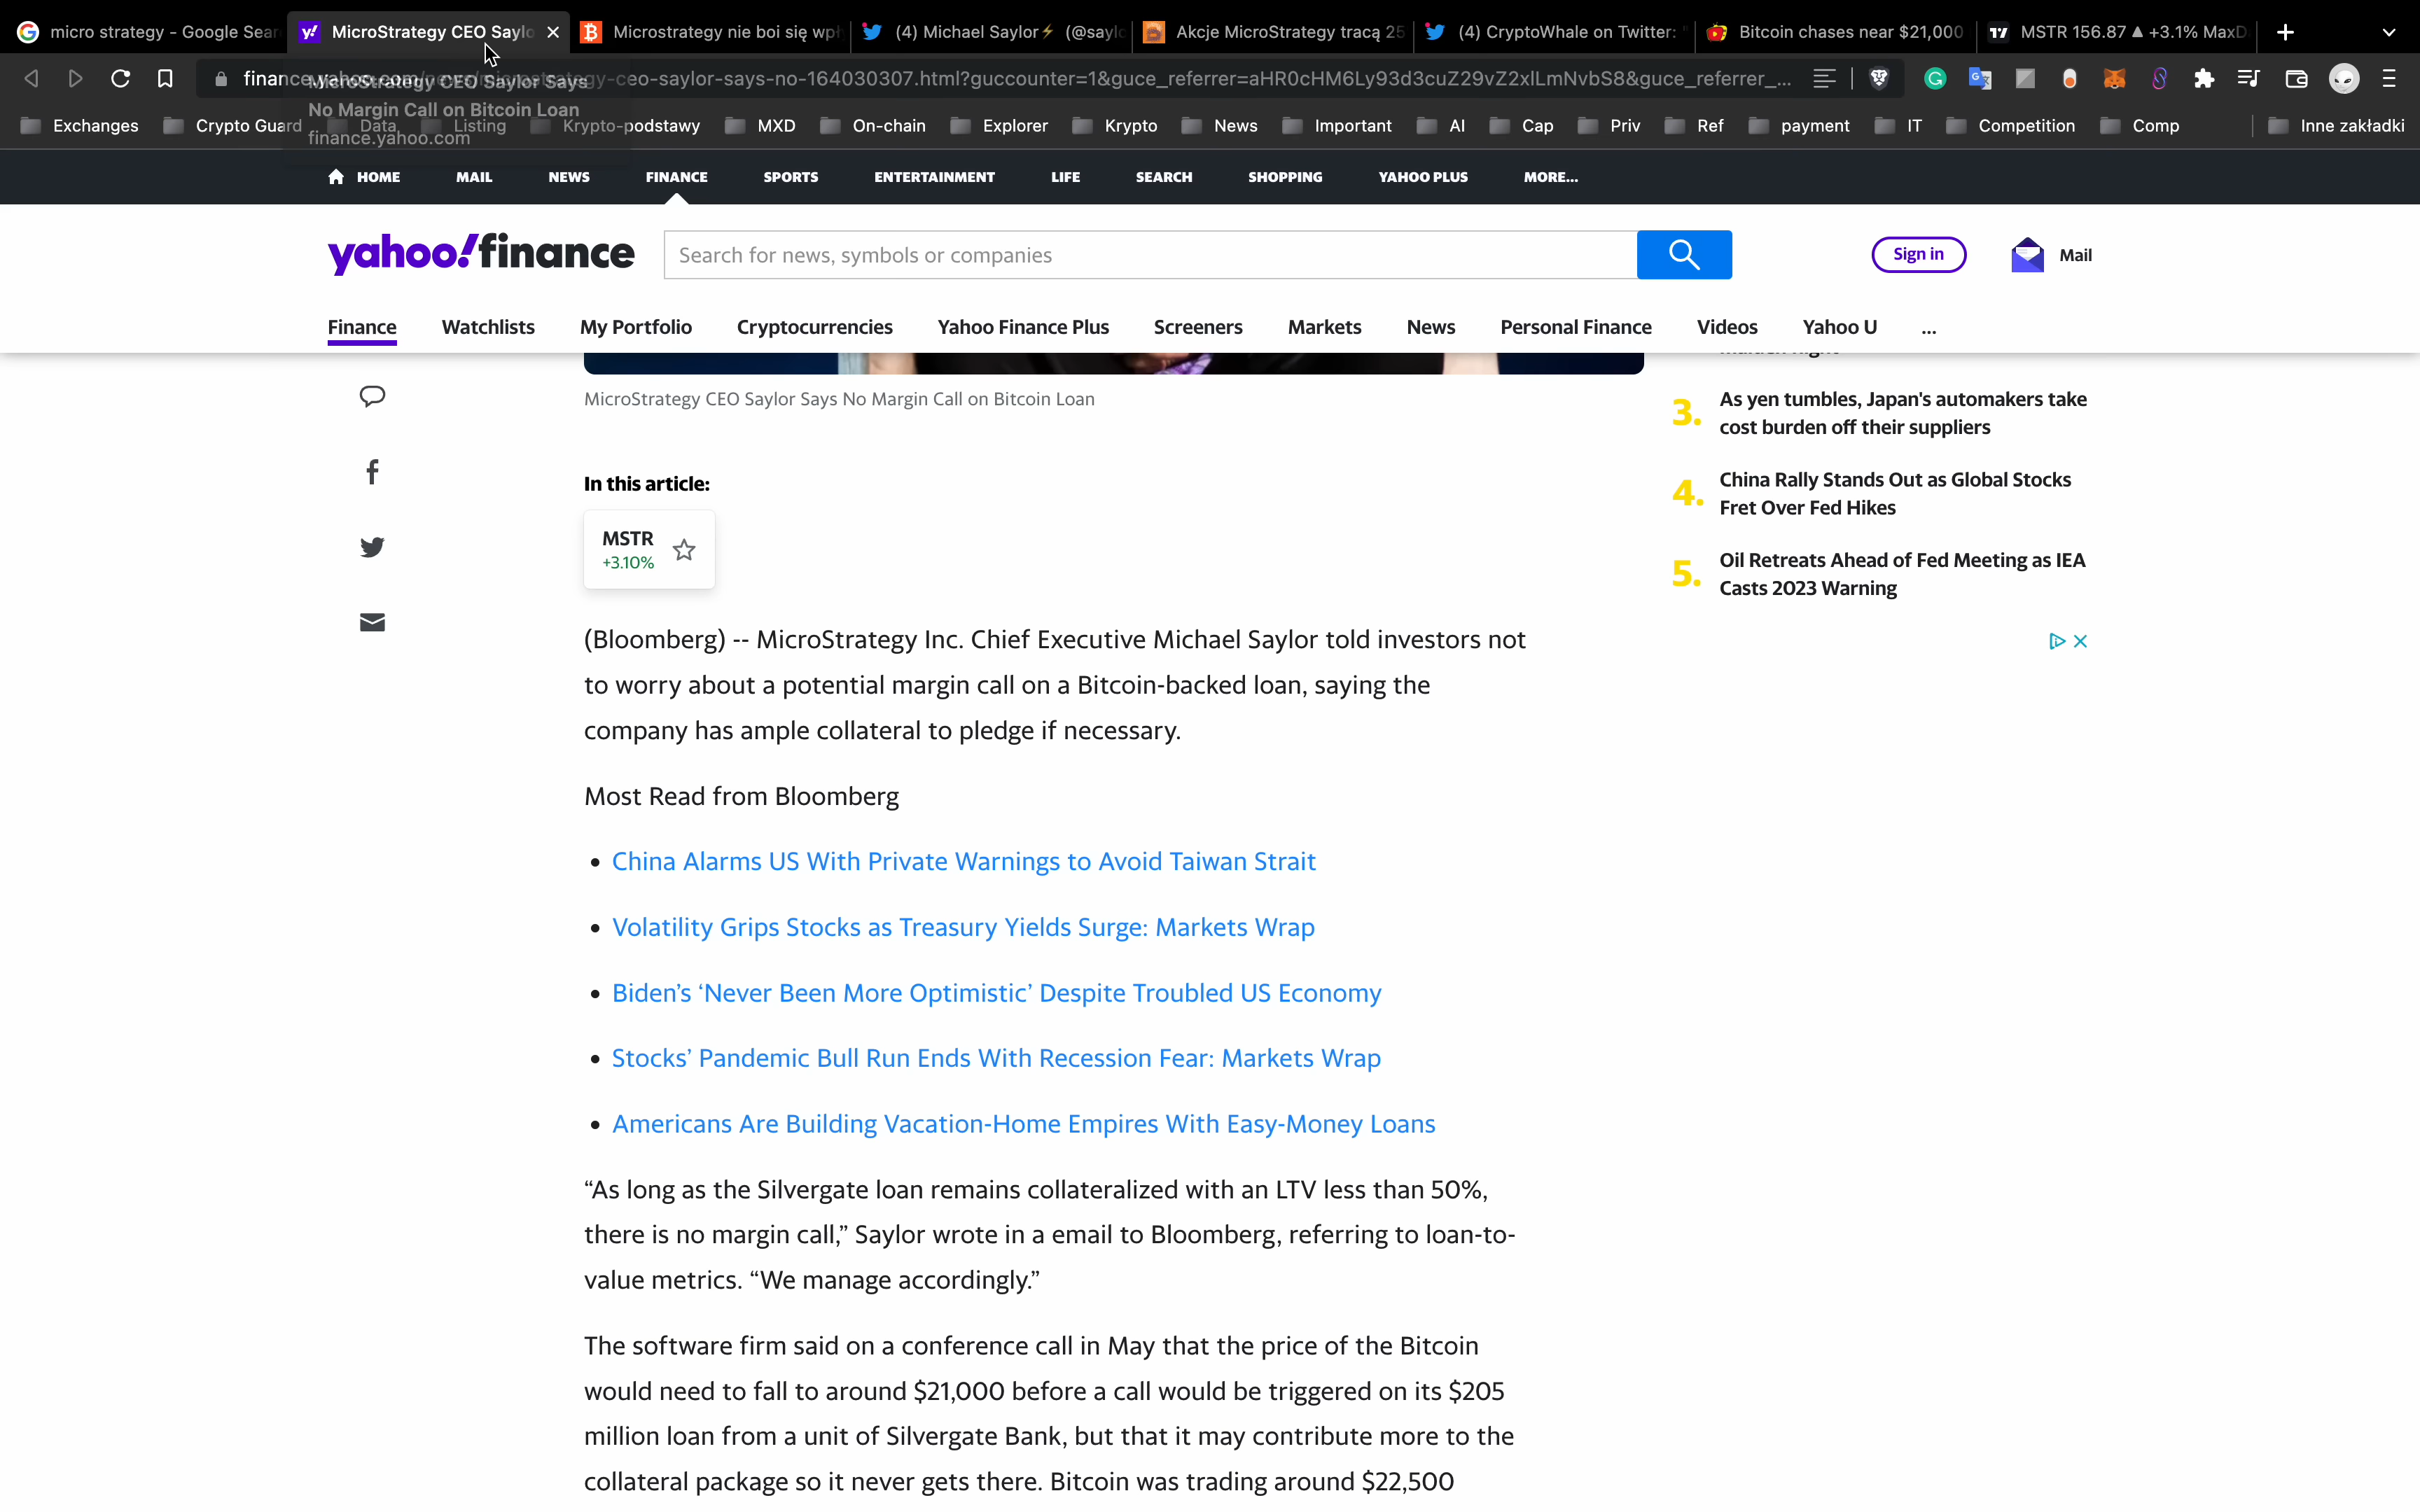 micro strategy - Google Sear
MicroStrategy CEO Saylo
Microstrategy nie boi się wpł
(4) Michael Saylor⚡ (@saylo
Akcje MicroStrategy tracą 25
(4) CryptoWhale on Twitter: "
Bitcoin chases near $21,000
MSTR 156.87 ▲ +3.1% MaxD
finance.yahoo.com/news/microstrategy-ceo-saylor-says-no-164030307.html?guccounter=1&guce_referrer=aHR0cHM6Ly93d3cuZ29vZ2xlLmNvbS8&guce_referrer_...
MicroStrategy CEO Saylor Says
No Margin Call on Bitcoin Loan
finance.yahoo.com
Exchanges
Crypto Guard
Data
Listing
Krypto-podstawy
MXD
On-chain
Explorer
Krypto
News
Important
AI
Cap
Priv
Ref
payment
IT
Competition
Comp
Inne zakładki
HOME
MAIL
NEWS
FINANCE
SPORTS
ENTERTAINMENT
LIFE
SEARCH
SHOPPING
YAHOO PLUS
MORE...
yahoo!finance
Search for news, symbols or companies
Sign in
Mail
Finance
Watchlists
My Portfolio
Cryptocurrencies
Yahoo Finance Plus
Screeners
Markets
News
Personal Finance
Videos
Yahoo U
...
MicroStrategy CEO Saylor Says No Margin Call on Bitcoin Loan
In this article:
MSTR
+3.10%
(Bloomberg) -- MicroStrategy Inc. Chief Executive Michael Saylor told investors not
to worry about a potential margin call on a Bitcoin-backed loan, saying the
company has ample collateral to pledge if necessary.
Most Read from Bloomberg
• China Alarms US With Private Warnings to Avoid Taiwan Strait
• Volatility Grips Stocks as Treasury Yields Surge: Markets Wrap
• Biden’s ‘Never Been More Optimistic’ Despite Troubled US Economy
• Stocks’ Pandemic Bull Run Ends With Recession Fear: Markets Wrap
• Americans Are Building Vacation-Home Empires With Easy-Money Loans
“As long as the Silvergate loan remains collateralized with an LTV less than 50%,
there is no margin call,” Saylor wrote in a email to Bloomberg, referring to loan-to-
value metrics. “We manage accordingly.”
The software firm said on a conference call in May that the price of the Bitcoin
would need to fall to around $21,000 before a call would be triggered on its $205
million loan from a unit of Silvergate Bank, but that it may contribute more to the
collateral package so it never gets there. Bitcoin was trading around $22,500
3. As yen tumbles, Japan's automakers take
cost burden off their suppliers
4. China Rally Stands Out as Global Stocks
Fret Over Fed Hikes
5. Oil Retreats Ahead of Fed Meeting as IEA
Casts 2023 Warning